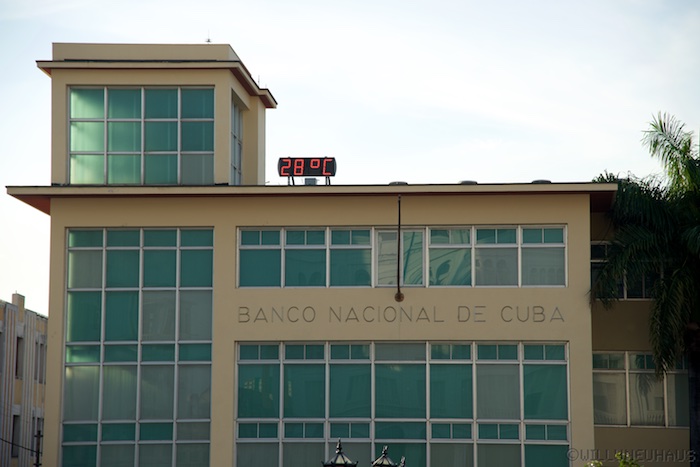 28°C
BANCO NACIONAL DE CUBA
©WILLNEUHAUS